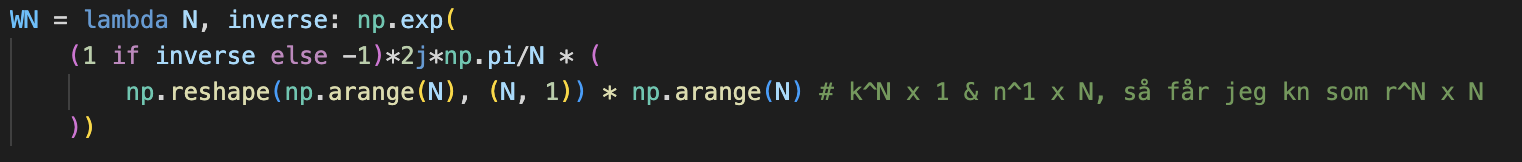 WN = lambda N, inverse: np.exp(
    (1 if inverse else -1)*2j*np.pi/N * (
        np.reshape(np.arange(N), (N, 1)) * np.arange(N) # k^N x 1 & n^1 x N, så får jeg kn som r^N x N
    ))